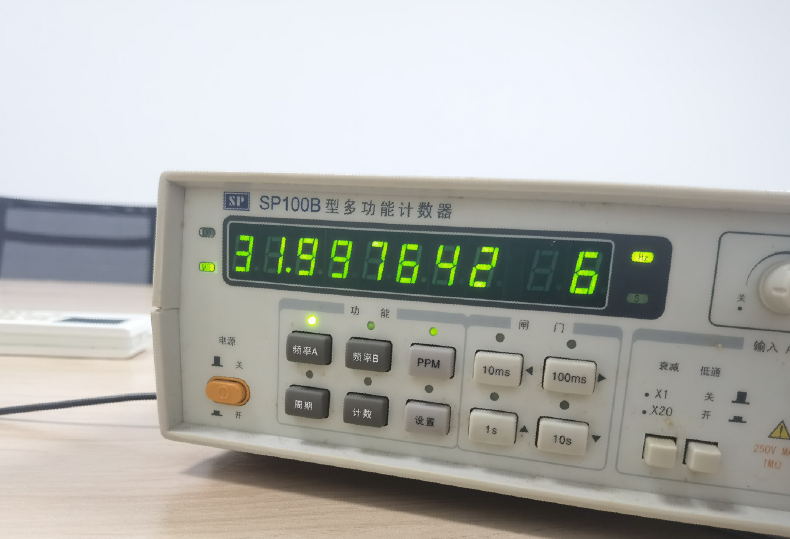 SP SP100B型多功能计数器
31.997642 6
Hz
S
电源
关
开
功能
频率A
频率B
PPM
周期
计数
设置
闸门
10ms
100ms
1s
10s
关
输入
衰减
低通
X1
关
X20
开
250V
1MΩ